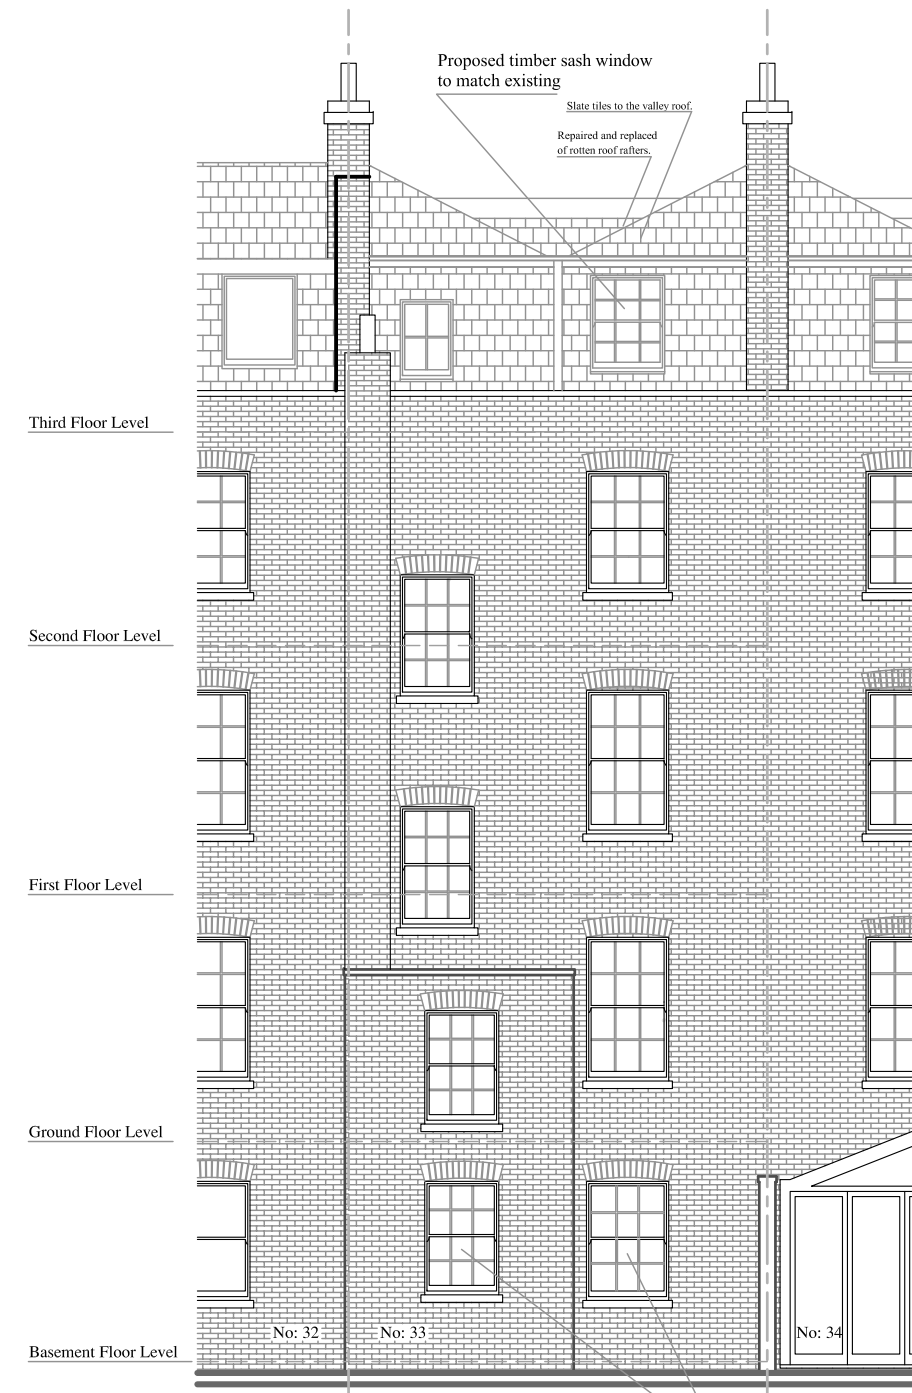 Proposed timber sash window
to match existing
Slate tiles to the valley roof.
Repaired and replaced
of rotten roof rafters.
Third Floor Level
Second Floor Level
First Floor Level
Ground Floor Level
No: 32
No: 33
No: 34
Basement Floor Level